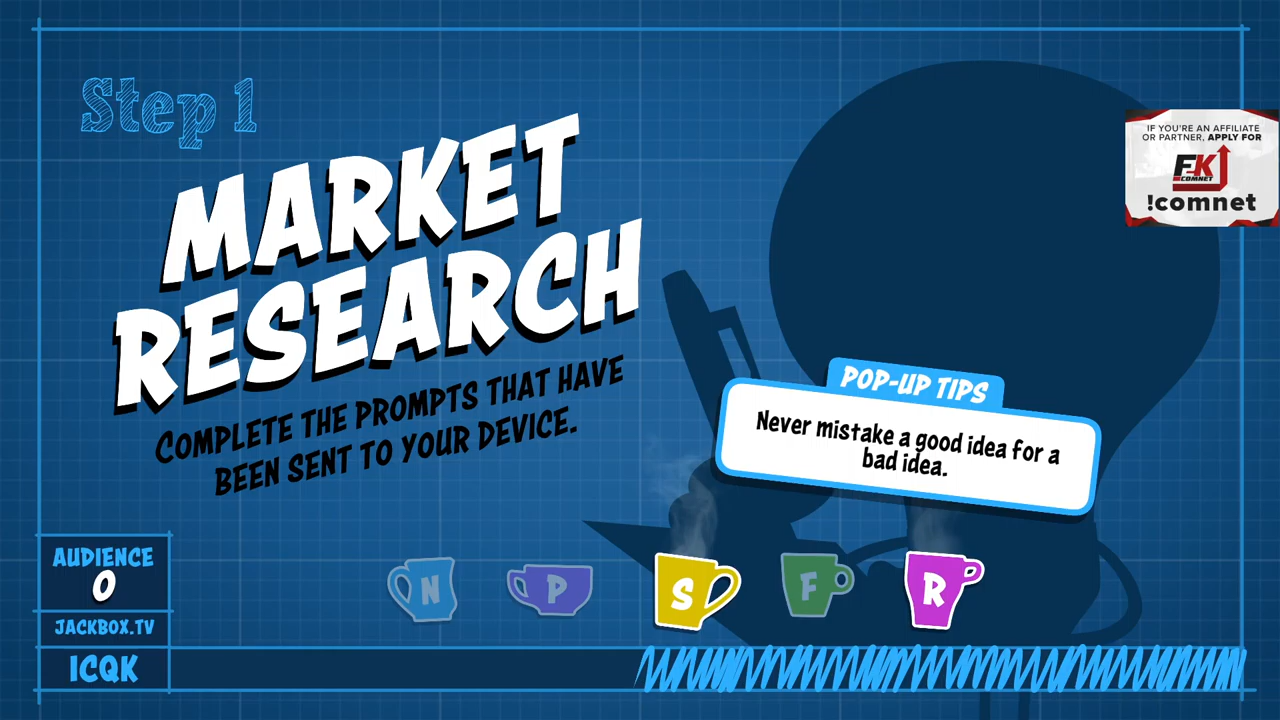 Step 1
MARKET
RESEARCH
COMPLETE THE PROMPTS THAT HAVE
BEEN SENT TO YOUR DEVICE.
IF YOU'RE AN AFFILIATE
OR PARTNER, APPLY FOR
FK
COMNET
!comnet
POP-UP TIPS
Never mistake a good idea for a
bad idea.
AUDIENCE
0
JACKBOX.TV
ICQK
N
P
S
F
R